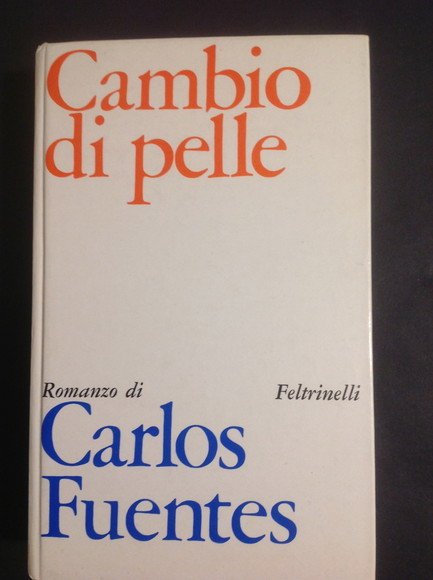 Cambio
di pelle
Romanzo di Feltrinelli
Carlos
Fuentes